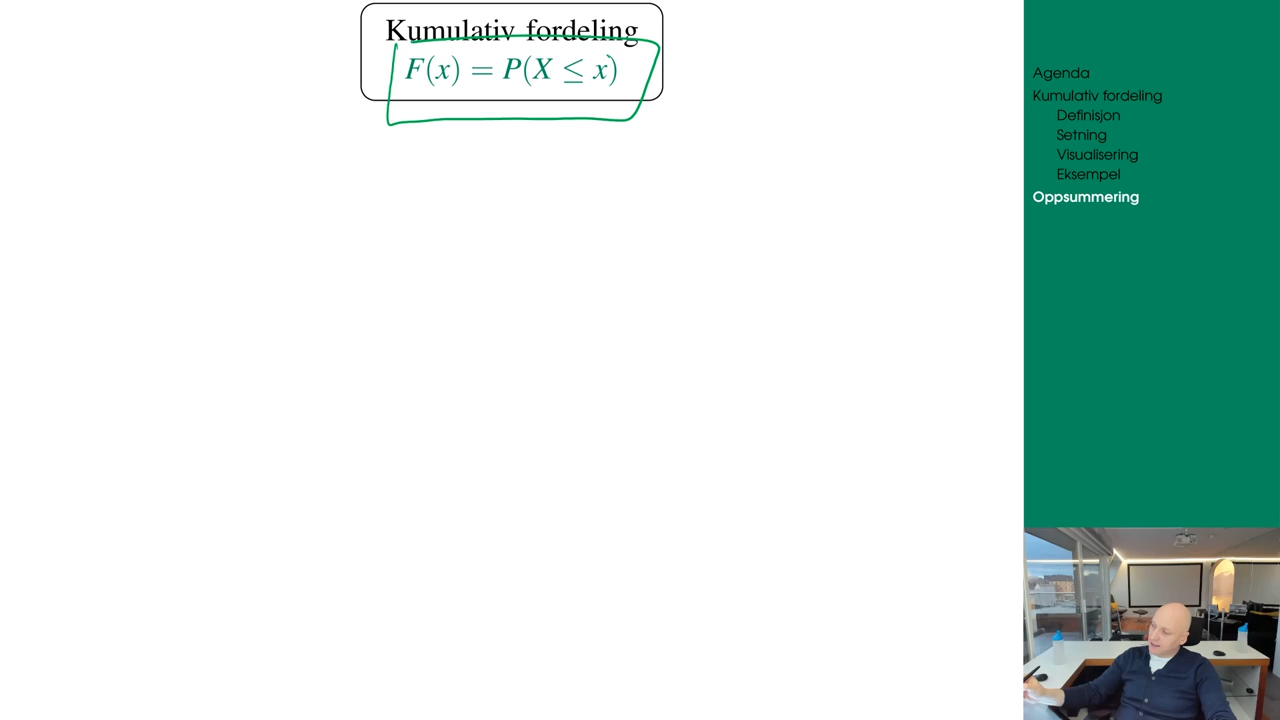 Kumulativ fordeling
F(x) = P(X ≤ x)
Agenda
Kumulativ fordeling
Definisjon
Setning
Visualisering
Eksempel
Oppsummering